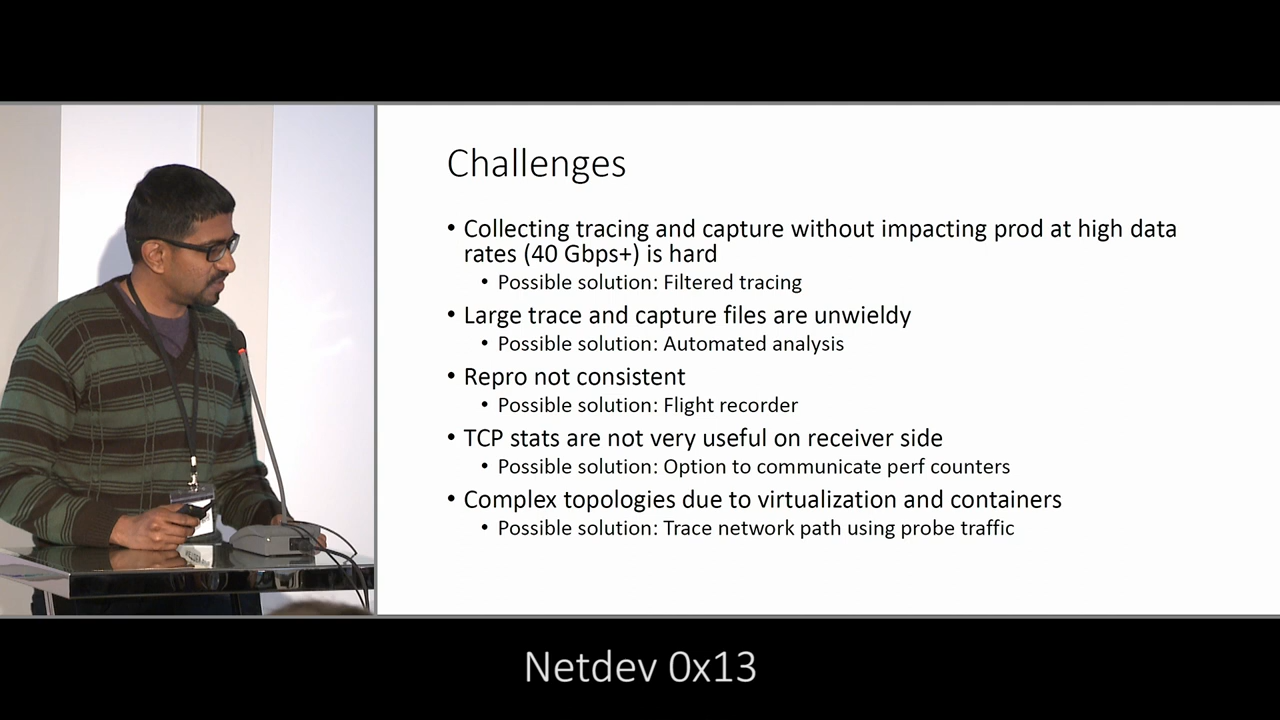 Challenges
• Collecting tracing and capture without impacting prod at high data
rates (40 Gbps+) is hard
• Possible solution: Filtered tracing
• Large trace and capture files are unwieldy
• Possible solution: Automated analysis
• Repro not consistent
• Possible solution: Flight recorder
• TCP stats are not very useful on receiver side
• Possible solution: Option to communicate perf counters
• Complex topologies due to virtualization and containers
• Possible solution: Trace network path using probe traffic
Netdev 0x13